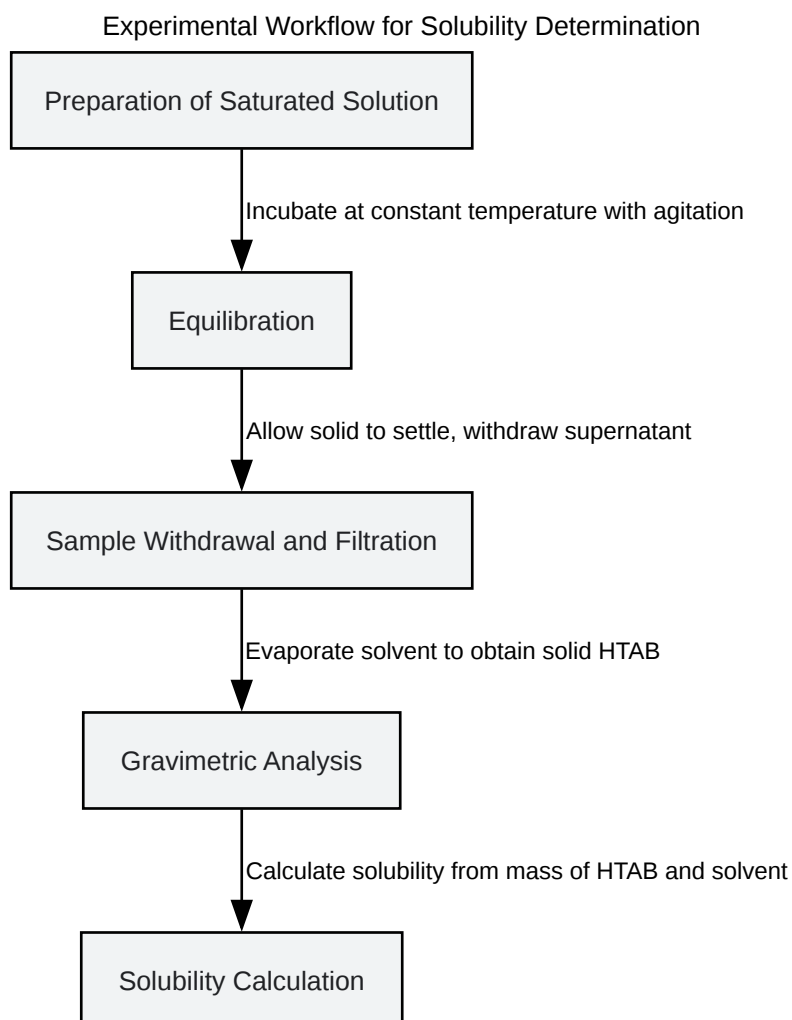 Experimental Workflow for Solubility Determination
Preparation of Saturated Solution
Incubate at constant temperature with agitation
Equilibration
Allow solid to settle, withdraw supernatant
Sample Withdrawal and Filtration
Evaporate solvent to obtain solid HTAB
Gravimetric Analysis
Calculate solubility from mass of HTAB and solvent
Solubility Calculation